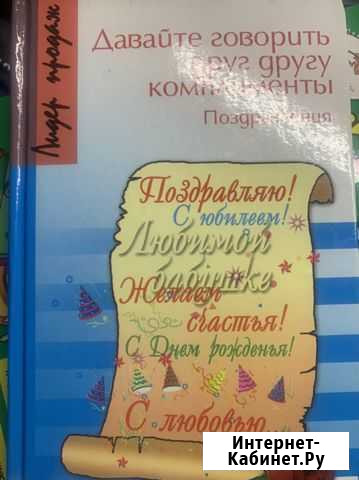 Лидер продаж
Давайте говорить
друг другу
комплименты
Поздравления
Поздравляю!
С юбилеем!
Любимой
бабушке
Желаем
счастья!
С Днем рожденья!
С любовью...
Интернет-
Кабинет.Ру